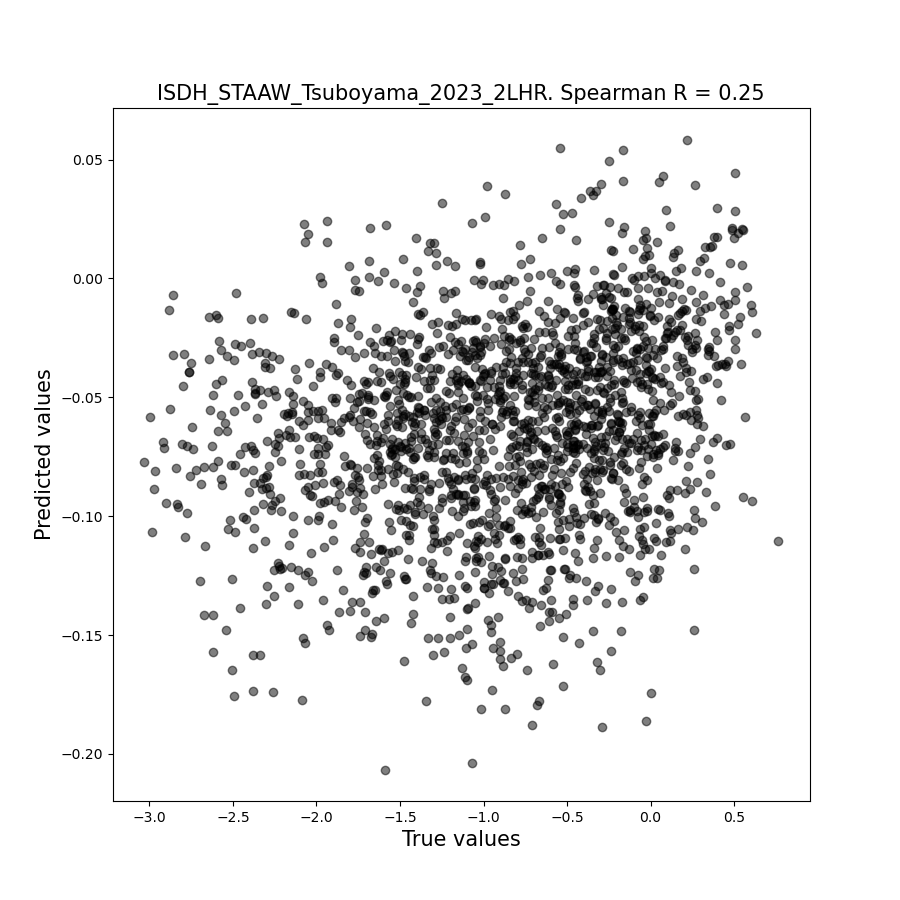 ISDH_STAAW_Tsuboyama_2023_2LHR. Spearman R = 0.25
0.05
0.00
−0.05
−0.10
−0.15
−0.20
Predicted values
−3.0 −2.5 −2.0 −1.5 −1.0 −0.5 0.0 0.5
True values